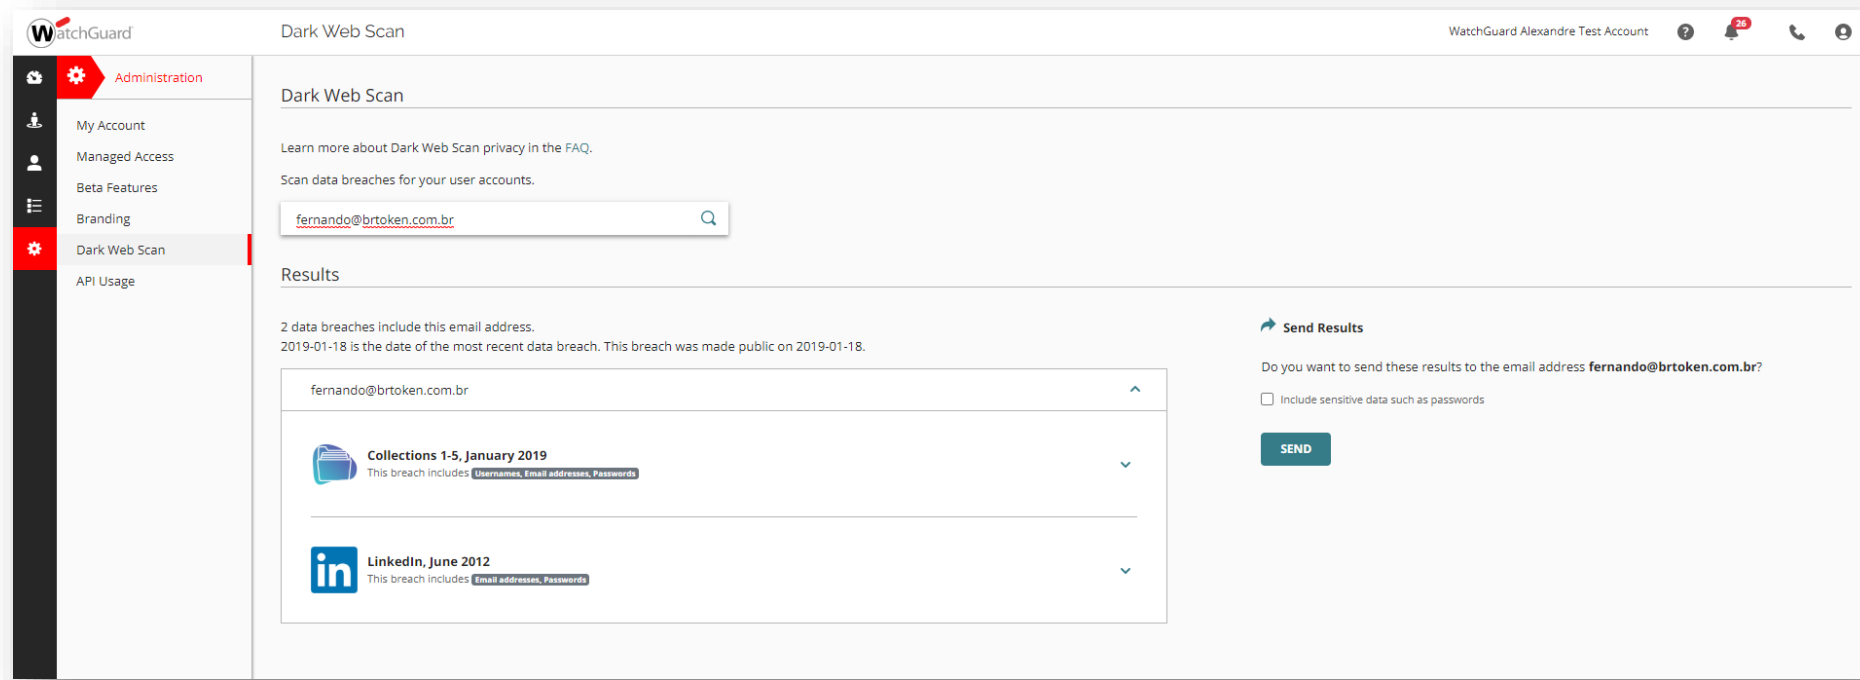 WatchGuard
Dark Web Scan
WatchGuard Alexandre Test Account
26
Administration
My Account
Managed Access
Beta Features
Branding
Dark Web Scan
API Usage
Dark Web Scan
Learn more about Dark Web Scan privacy in the FAQ.
Scan data breaches for your user accounts.
fernando@brtoken.com.br
Results
2 data breaches include this email address.
2019-01-18 is the date of the most recent data breach. This breach was made public on 2019-01-18.
fernando@brtoken.com.br
Collections 1-5, January 2019
This breach includes Usernames, Email addresses, Passwords
in
LinkedIn, June 2012
This breach includes Email addresses, Passwords
Send Results
Do you want to send these results to the email address fernando@brtoken.com.br?
Include sensitive data such as passwords
SEND